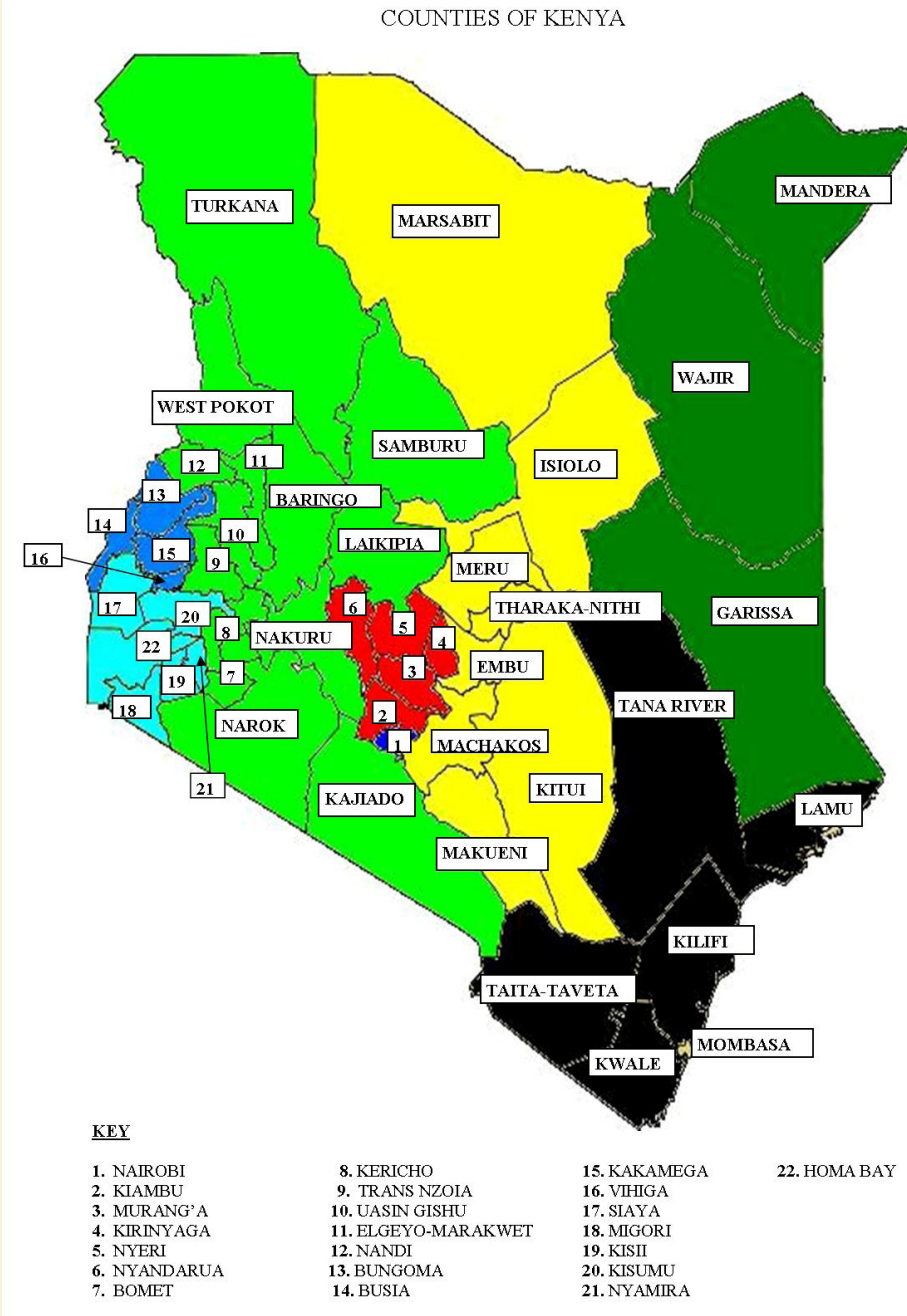 COUNTIES OF KENYA
MANDERA
TURKANA
MARSABIT
WAJIR
WEST POKOT
SAMBURU
11
12
ISIOLO
13
BARINGO
14
10
LAIKIPIA
15
16
9
MERU
17
6
THARAKA-NITHI
GARISSA
20
5
8
NAKURU
4
22
EMBU
3
7
19
TANA RIVER
18
2
NAROK
1
MACHAKOS
21
KITUI
KAJIADO
LAMU
MAKUENI
KILIFI
TAITA-TAVETA
MOMBASA
KWALE
KEY
1. NAIROBI
2. KIAMBU
3. MURANG’A
4. KIRINYAGA
5. NYERI
6. NYANDARUA
7. BOMET
8. KERICHO
9. TRANS NZOIA
10. UASIN GISHU
11. ELGEYO-MARAKWET
12. NANDI
13. BUNGOMA
14. BUSIA
15. KAKAMEGA
16. VIHIGA
17. SIAYA
18. MIGORI
19. KISII
20. KISUMU
21. NYAMIRA
22. HOMA BAY